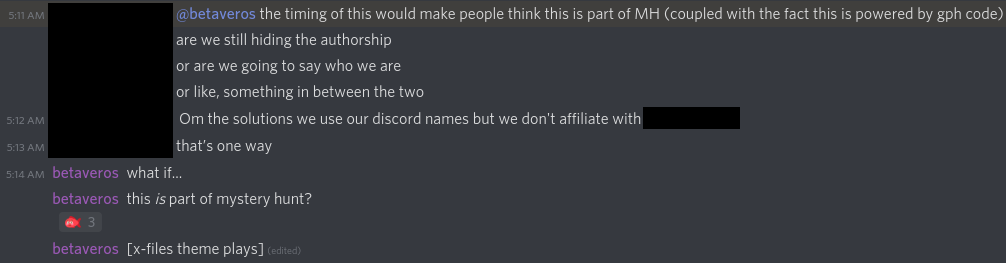 5:11 AM @betaveros the timing of this would make people think this is part of MH (coupled with the fact this is powered by gph code)
are we still hiding the authorship
or are we going to say who we are
or like, something in between the two
5:12 AM Om the solutions we use our discord names but we don't affiliate with
5:13 AM that's one way
5:14 AM betaveros what if...
betaveros this is part of mystery hunt?
3
betaveros [x-files theme plays] (edited)